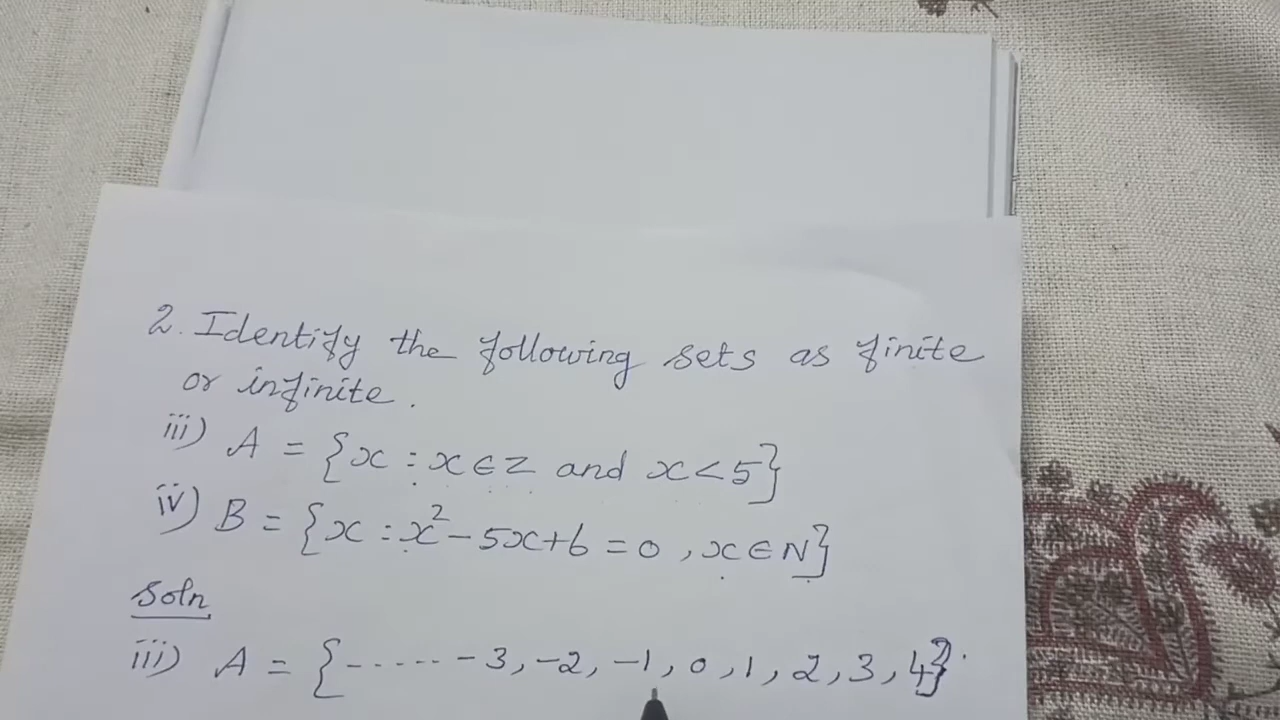 2. Identify the following sets as finite
or infinite.
iii) A = {x : x ∈ Z and x < 5}
iv) B = {x : x² - 5x + 6 = 0 , x ∈ N}
Soln
iii) A = {- - - - - -3, -2, -1, 0, 1, 2, 3, 4}.